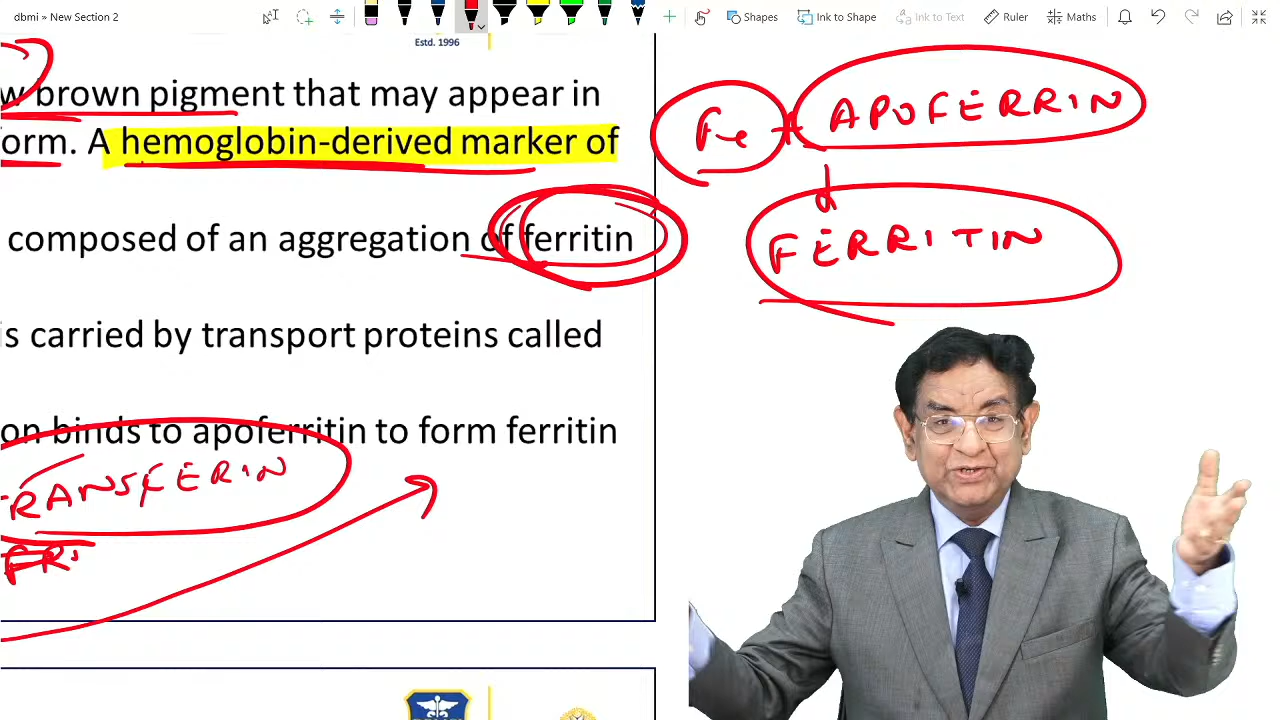 dbmi » New Section 2
Shapes
Ink to Shape
Ink to Text
Ruler
Maths
Estd. 1996
w brown pigment that may appear in
orm. A hemoglobin-derived marker of
composed of an aggregation of ferritin
is carried by transport proteins called
on binds to apoferritin to form ferritin
RANSFERIN
Fe + APOFERRIN
FERRITIN